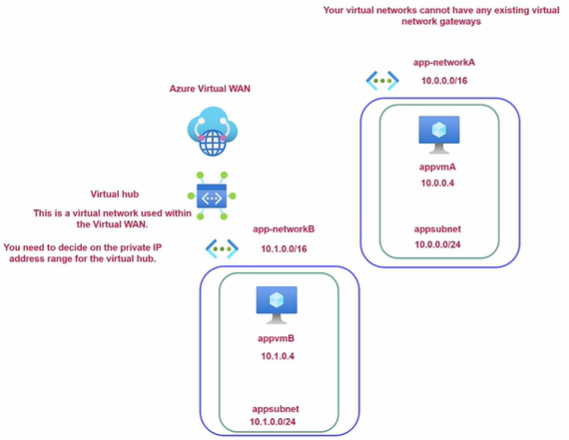 Your virtual networks cannot have any existing virtual
network gateways
app-networkA
10.0.0.0/16
Azure Virtual WAN
appvmA
10.0.0.4
Virtual hub
This is a virtual network used within
the Virtual WAN.
You need to decide on the private IP
address range for the virtual hub.
app-networkB
10.1.0.0/16
appsubnet
10.0.0.0/24
appvmB
10.1.0.4
appsubnet
10.1.0.0/24